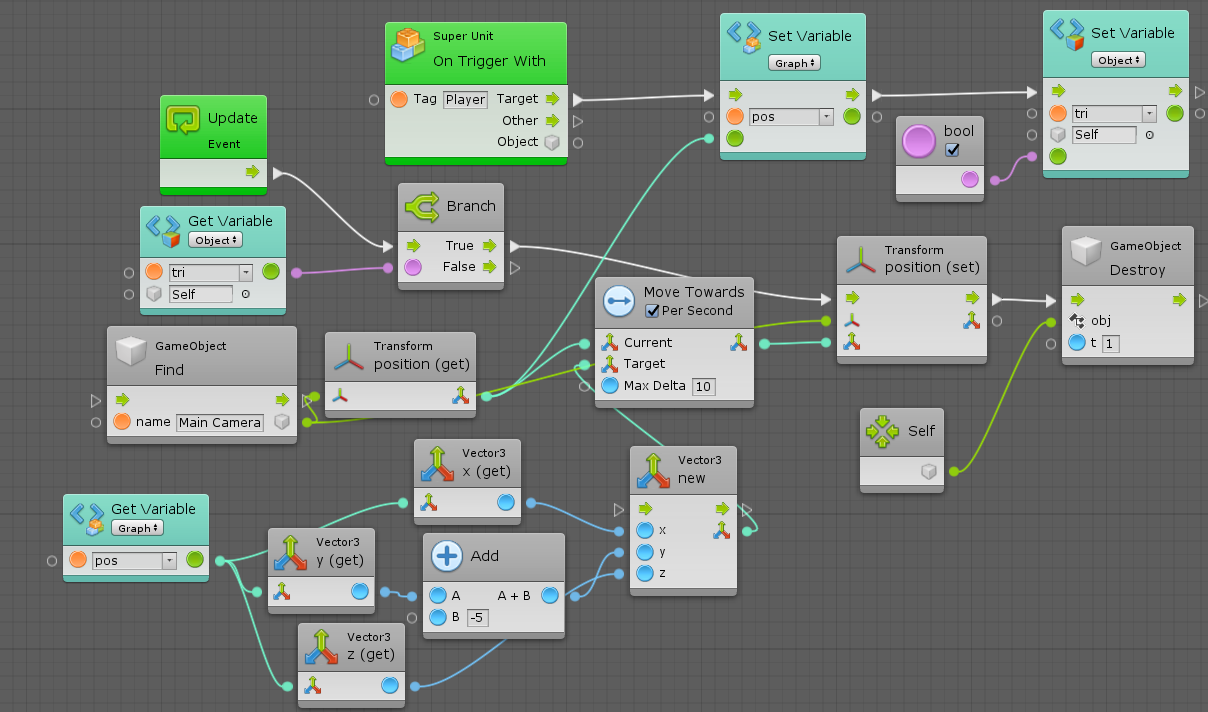 Super Unit
On Trigger With
Tag Player Target
Other
Object
Set Variable
Graph
pos
Set Variable
Object
tri
Self
bool
Update
Event
Get Variable
Object
tri
Self
Branch
True
False
Move Towards
Per Second
Current
Target
Max Delta 10
Transform
position (set)
GameObject
Destroy
obj
t 1
GameObject
Find
name Main Camera
Transform
position (get)
Self
Vector3
x (get)
Vector3
new
x
y
z
Get Variable
Graph
pos
Vector3
y (get)
Add
A A + B
B -5
Vector3
z (get)